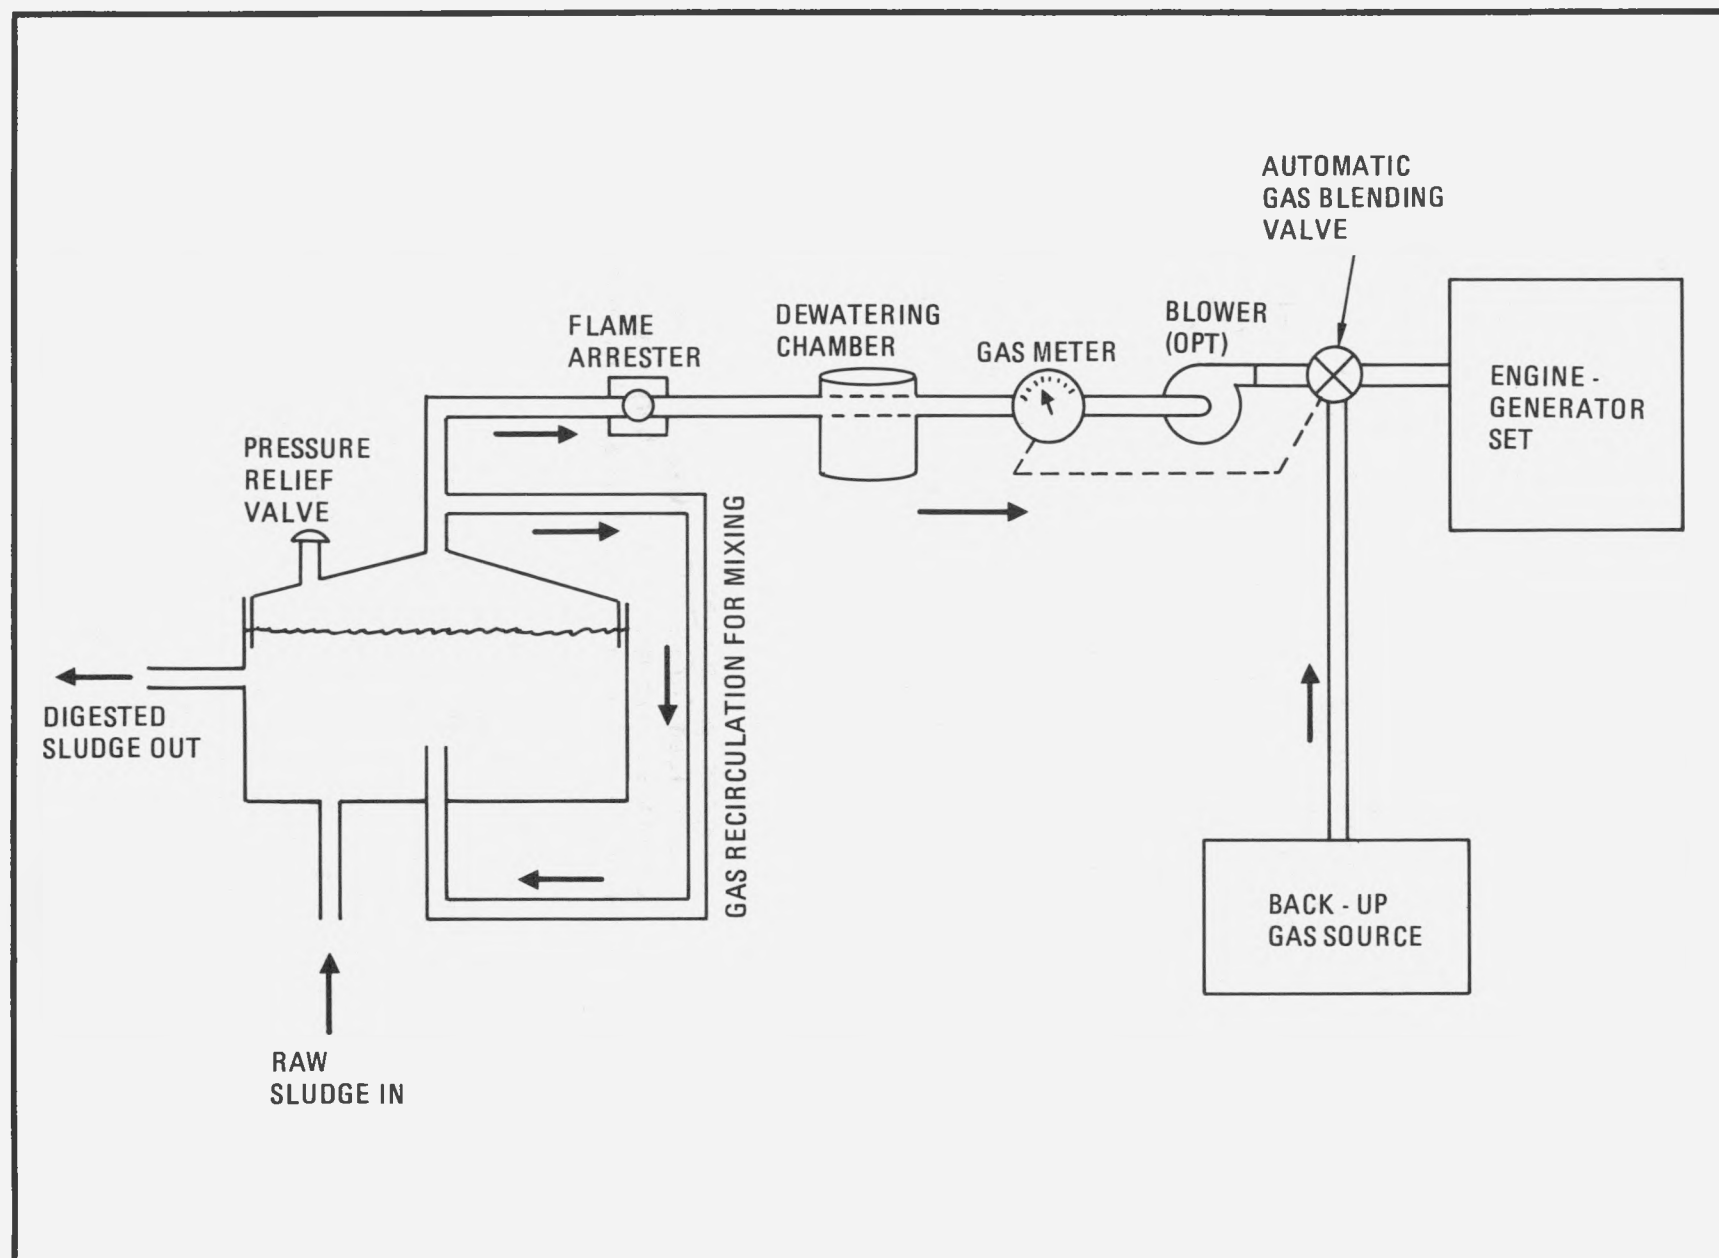 AUTOMATIC
GAS BLENDING
VALVE
FLAME
ARRESTER
DEWATERING
CHAMBER
GAS METER
BLOWER
(OPT)
ENGINE -
GENERATOR
SET
PRESSURE
RELIEF
VALVE
GAS RECIRCULATION FOR MIXING
DIGESTED
SLUDGE OUT
BACK - UP
GAS SOURCE
RAW
SLUDGE IN